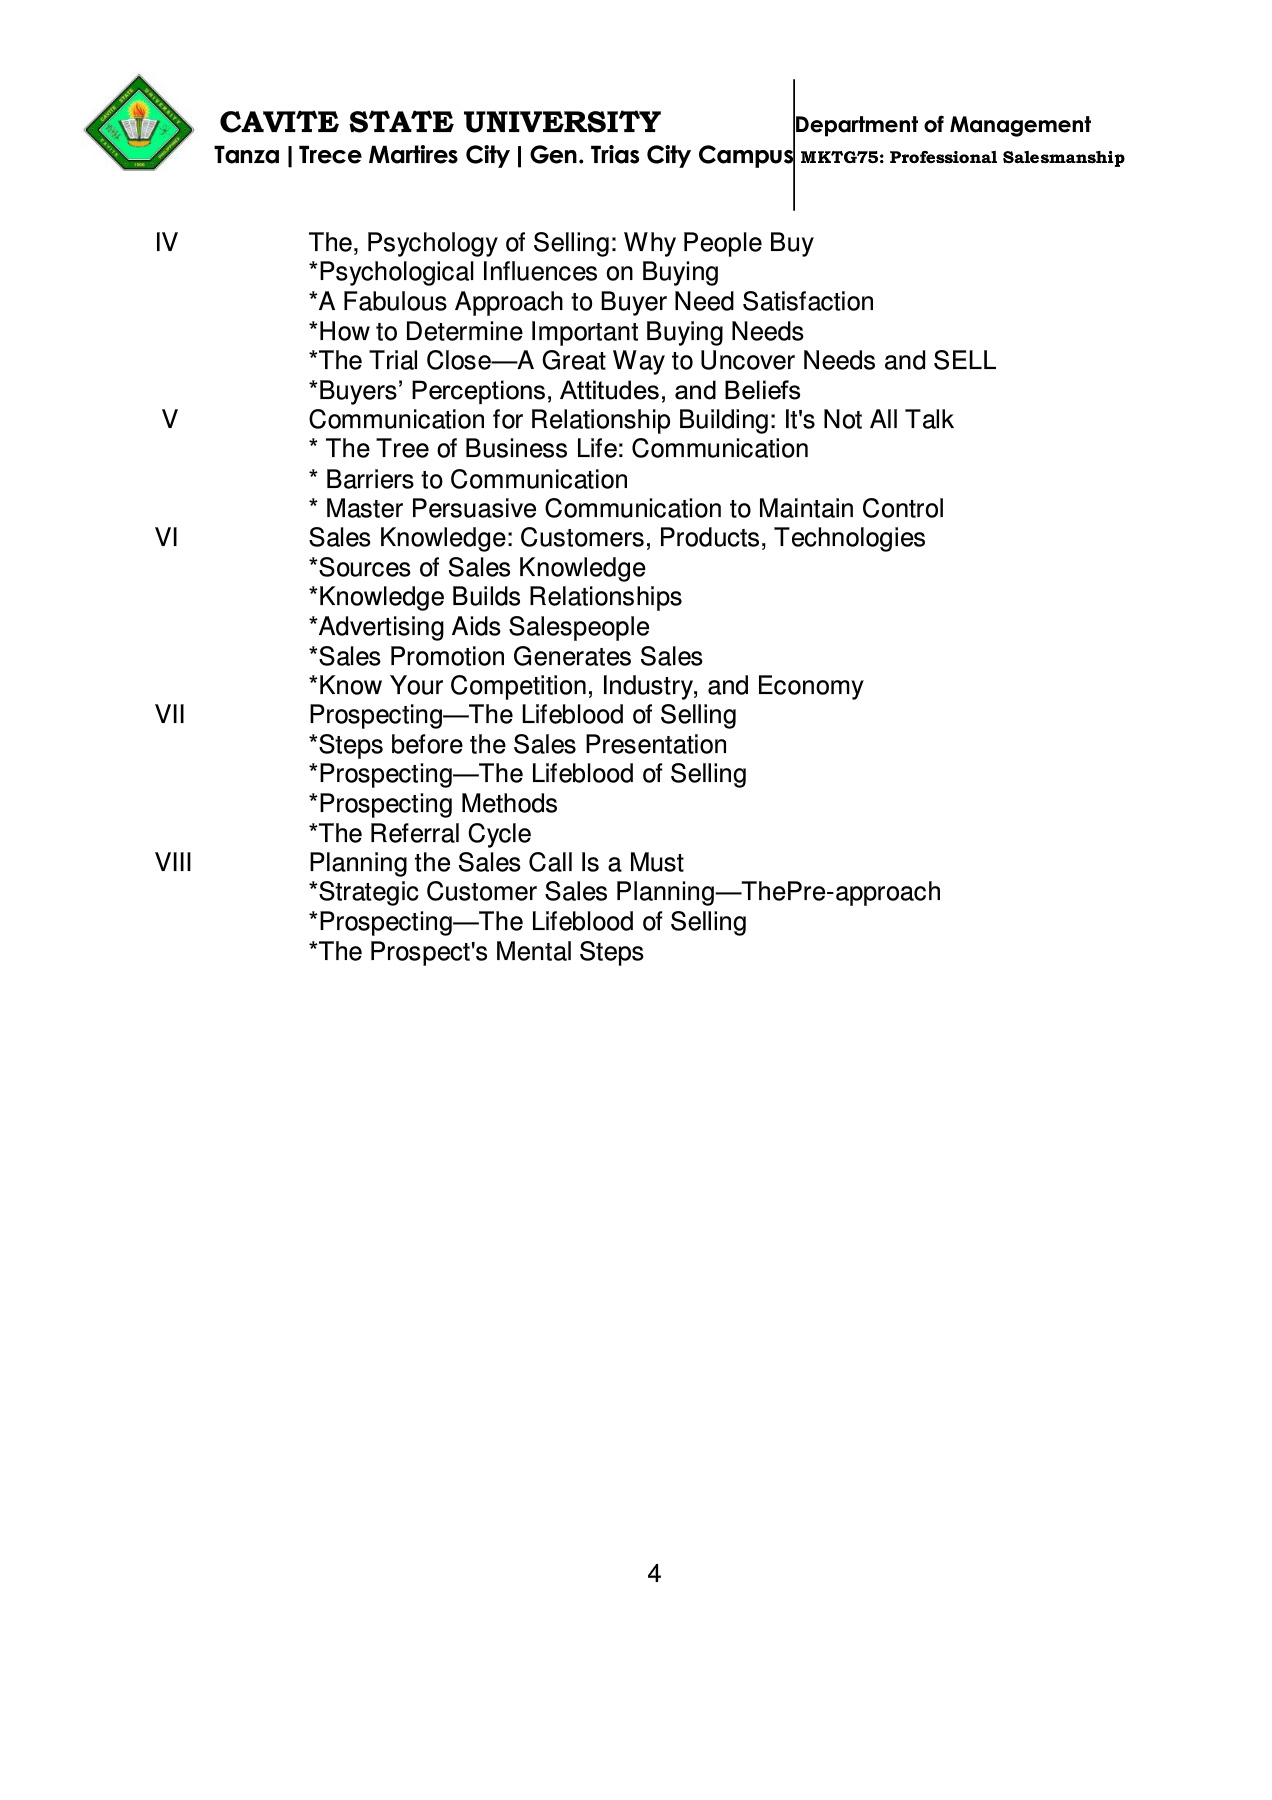 CAVITE STATE UNIVERSITY
Tanza | Trece Martires City | Gen. Trias City Campus
Department of Management
MKTG75: Professional Salesmanship
IV The, Psychology of Selling: Why People Buy
*Psychological Influences on Buying
*A Fabulous Approach to Buyer Need Satisfaction
*How to Determine Important Buying Needs
*The Trial Close—A Great Way to Uncover Needs and SELL
*Buyers’ Perceptions, Attitudes, and Beliefs
V Communication for Relationship Building: It's Not All Talk
* The Tree of Business Life: Communication
* Barriers to Communication
* Master Persuasive Communication to Maintain Control
VI Sales Knowledge: Customers, Products, Technologies
*Sources of Sales Knowledge
*Knowledge Builds Relationships
*Advertising Aids Salespeople
*Sales Promotion Generates Sales
*Know Your Competition, Industry, and Economy
VII Prospecting—The Lifeblood of Selling
*Steps before the Sales Presentation
*Prospecting—The Lifeblood of Selling
*Prospecting Methods
*The Referral Cycle
VIII Planning the Sales Call Is a Must
*Strategic Customer Sales Planning—ThePre-approach
*Prospecting—The Lifeblood of Selling
*The Prospect's Mental Steps
4